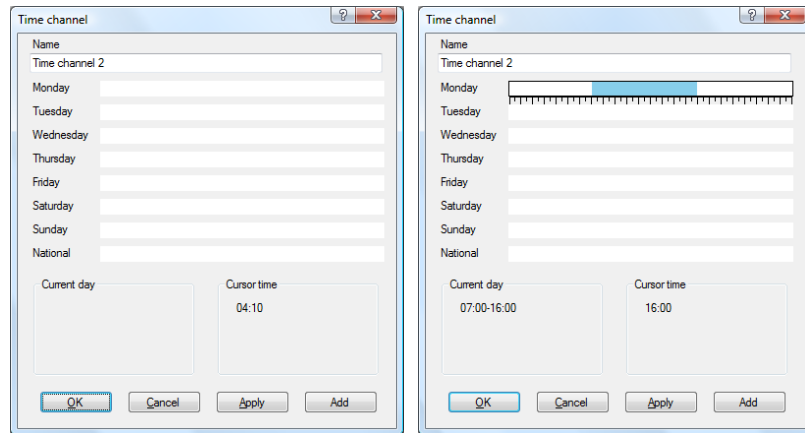 Time channel
Name
Time channel 2
Monday
Tuesday
Wednesday
Thursday
Friday
Saturday
Sunday
National
Current day
Cursor time
04:10
OK
Cancel
Apply
Add
Time channel
Name
Time channel 2
Monday
Tuesday
Wednesday
Thursday
Friday
Saturday
Sunday
National
Current day
Cursor time
07:00-16:00
16:00
OK
Cancel
Apply
Add